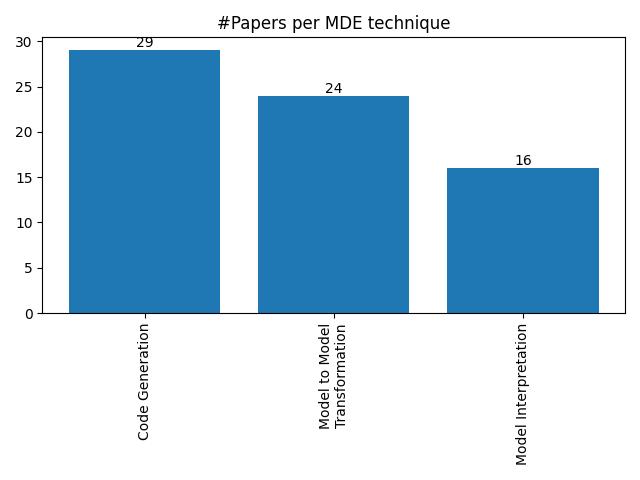 #Papers per MDE technique
30
25
20
15
10
5
0
29
24
16
Code Generation
Model to Model
Transformation
Model Interpretation